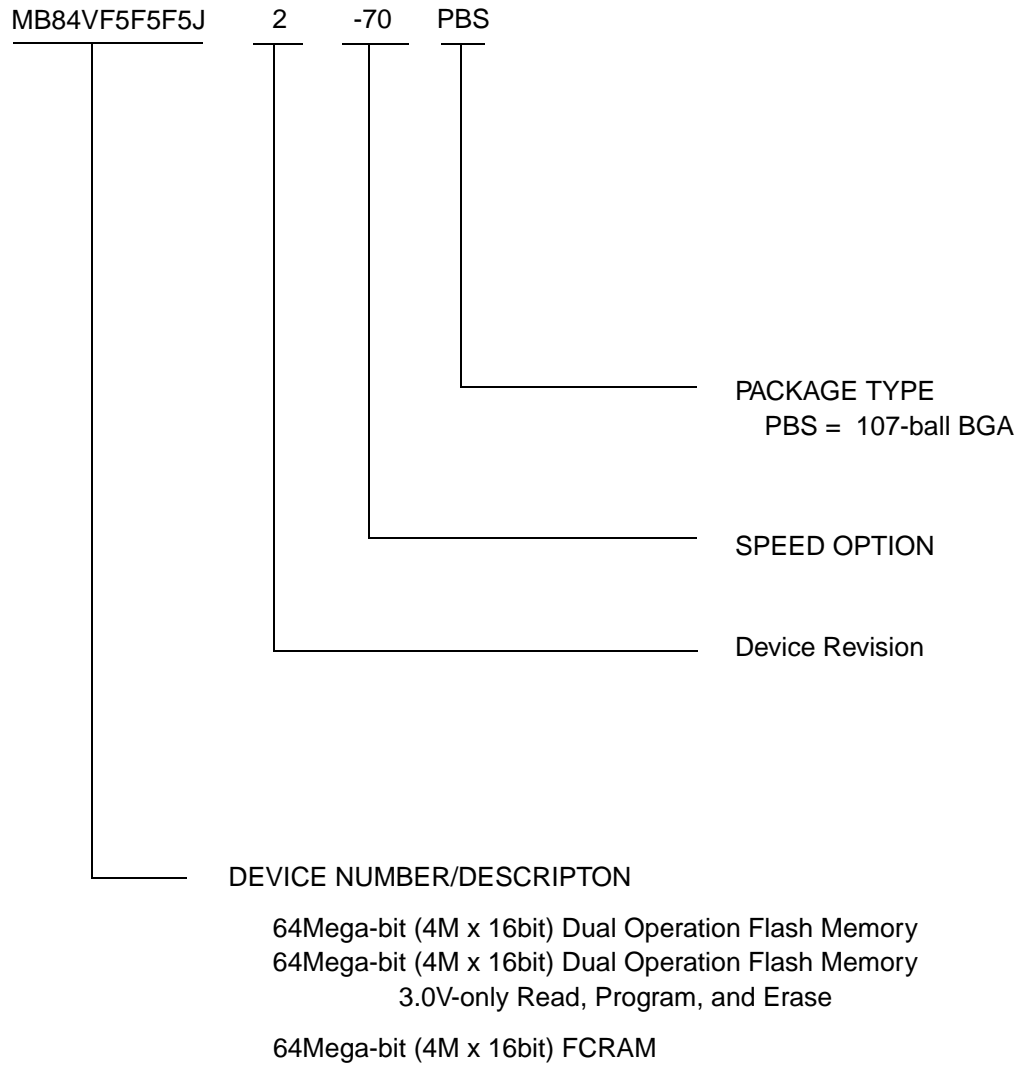 MB84VF5F5F5J 2 -70 PBS
PACKAGE TYPE
PBS = 107-ball BGA
SPEED OPTION
Device Revision
DEVICE NUMBER/DESCRIPTON
64Mega-bit (4M x 16bit) Dual Operation Flash Memory
64Mega-bit (4M x 16bit) Dual Operation Flash Memory
3.0V-only Read, Program, and Erase
64Mega-bit (4M x 16bit) FCRAM